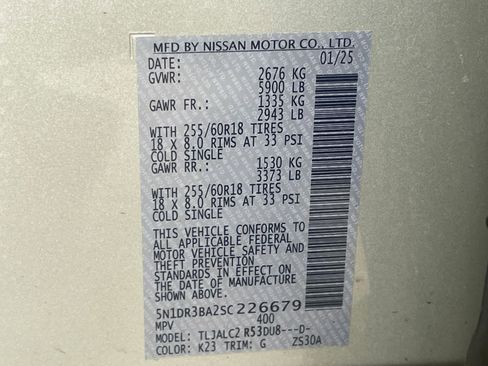 MFD BY NISSAN MOTOR CO., LTD.
DATE: 01/25
GVWR: 2676 KG
5900 LB
GAWR FR.: 1335 KG
2943 LB
WITH 255/60R18 TIRES
18 X 8.0 RIMS AT 33 PSI
COLD SINGLE
GAWR RR.: 1530 KG
3373 LB
WITH 255/60R18 TIRES
18 X 8.0 RIMS AT 33 PSI
COLD SINGLE
THIS VEHICLE CONFORMS TO
ALL APPLICABLE FEDERAL
MOTOR VEHICLE SAFETY AND
THEFT PREVENTION
STANDARDS IN EFFECT ON
THE DATE OF MANUFACTURE
SHOWN ABOVE.
5N1DR3BA2SC226679
MPV 400
MODEL: TLJALC2 R53DU8---D-
COLOR: K23 TRIM: G ZS30A